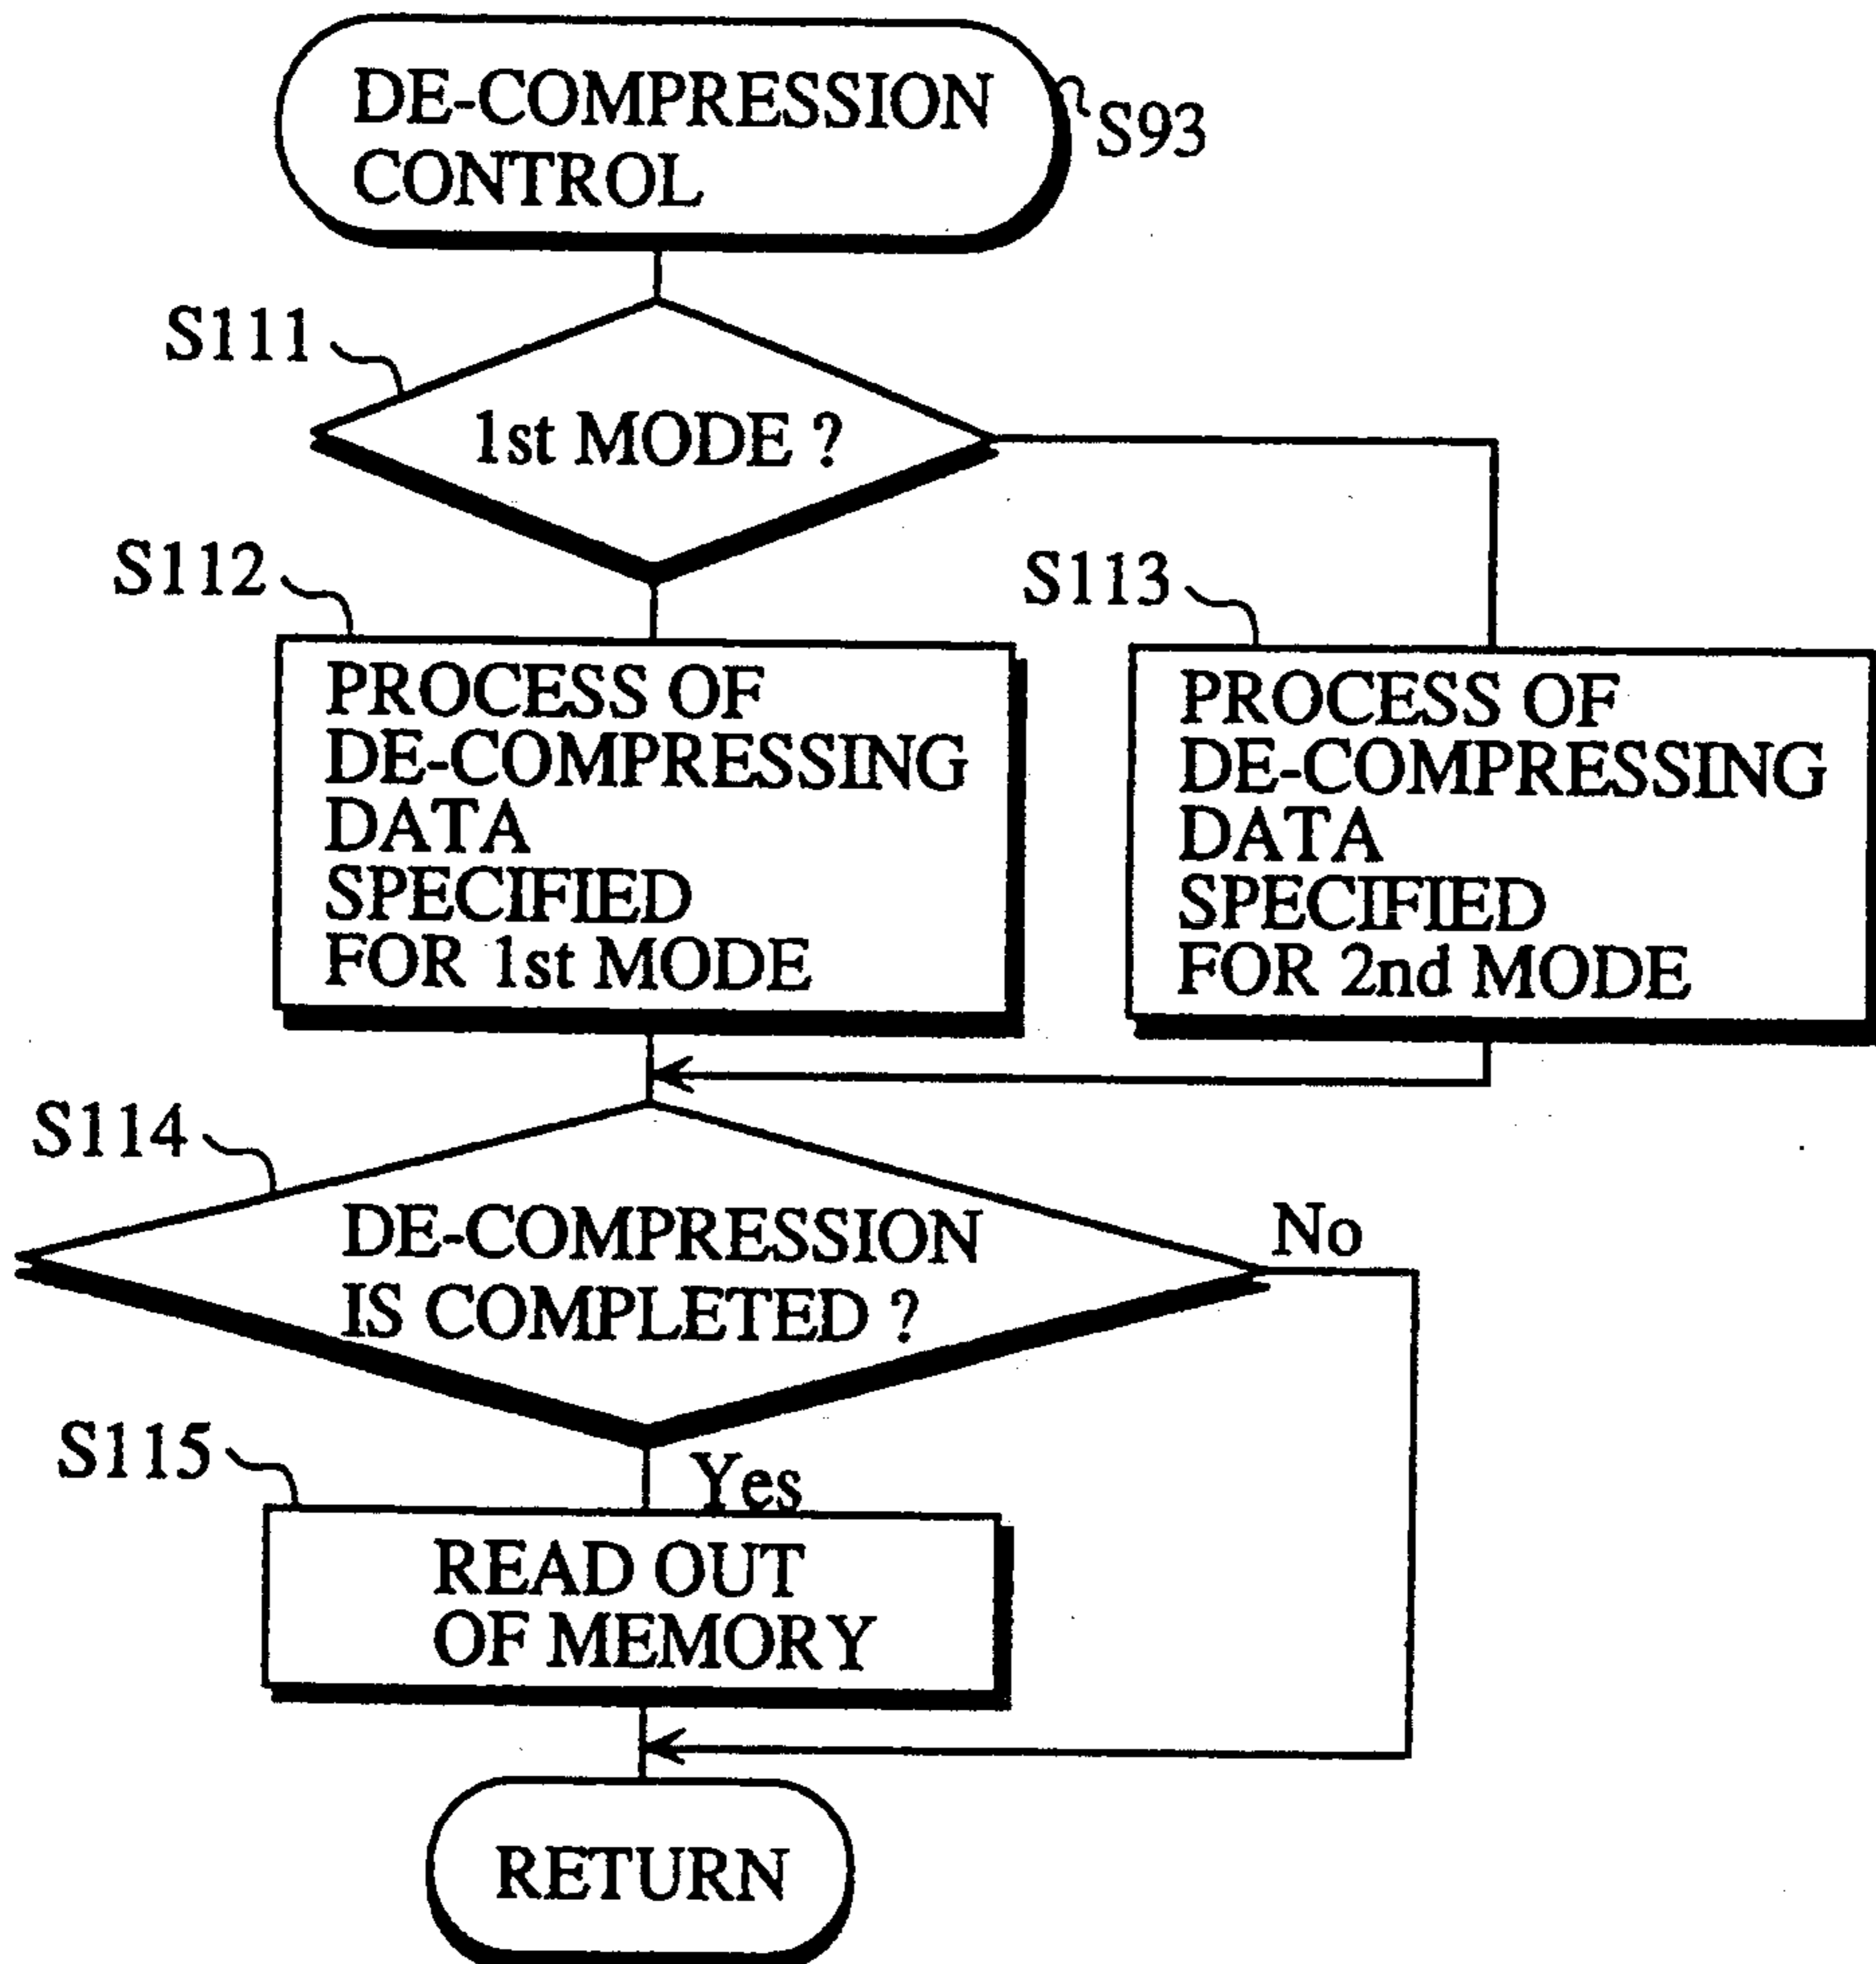 DE-COMPRESSION
CONTROL
S93
S111
1st MODE ?
S112
PROCESS OF
DE-COMPRESSING
DATA
SPECIFIED
FOR 1st MODE
S113
PROCESS OF
DE-COMPRESSING
DATA
SPECIFIED
FOR 2nd MODE
S114
DE-COMPRESSION
IS COMPLETED ?
No
Yes
S115
READ OUT
OF MEMORY
RETURN